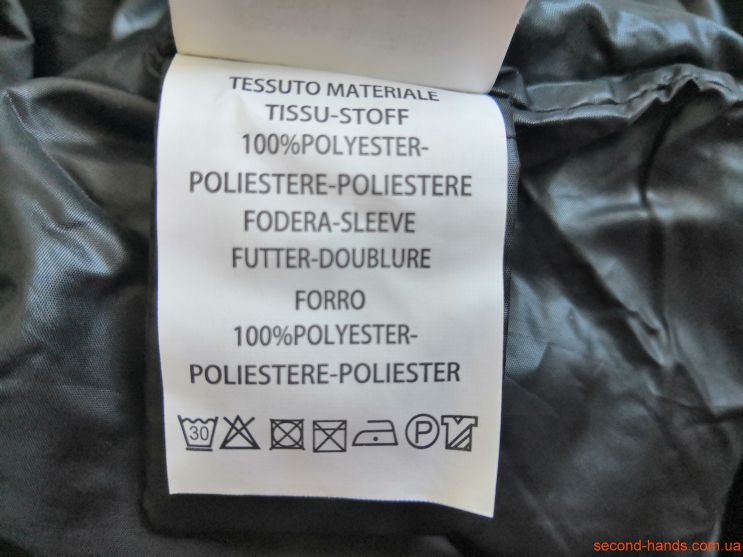 TESSUTO MATERIALE
TISSU-STOFF
100%POLYESTER-
POLIESTERE-POLIESTERE
FODERA-SLEEVE
FUTTER-DOUBLURE
FORRO
100%POLYESTER-
POLIESTERE-POLIESTER
30 P
second-hands.com.ua